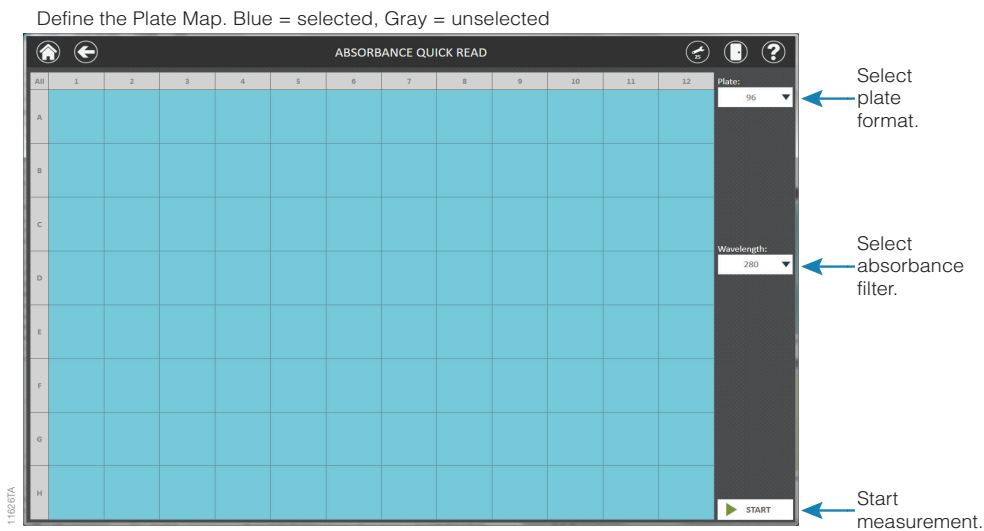 Define the Plate Map. Blue = selected, Gray = unselected
ABSORBANCE QUICK READ
25
?
All 1 2 3 4 5 6 7 8 9 10 11 12
Plate:
96
Select
plate
format.
A
B
C
Wavelength:
280
Select
absorbance
filter.
D
E
F
G
H
START
Start
measurement.
11626TA